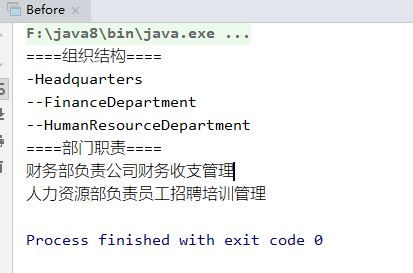 Before
F:\java8\bin\java.exe ...
====组织结构====
-Headquarters
--FinanceDepartment
--HumanResourceDepartment
====部门职责====
财务部负责公司财务收支管理
人力资源部负责员工招聘培训管理
Process finished with exit code 0